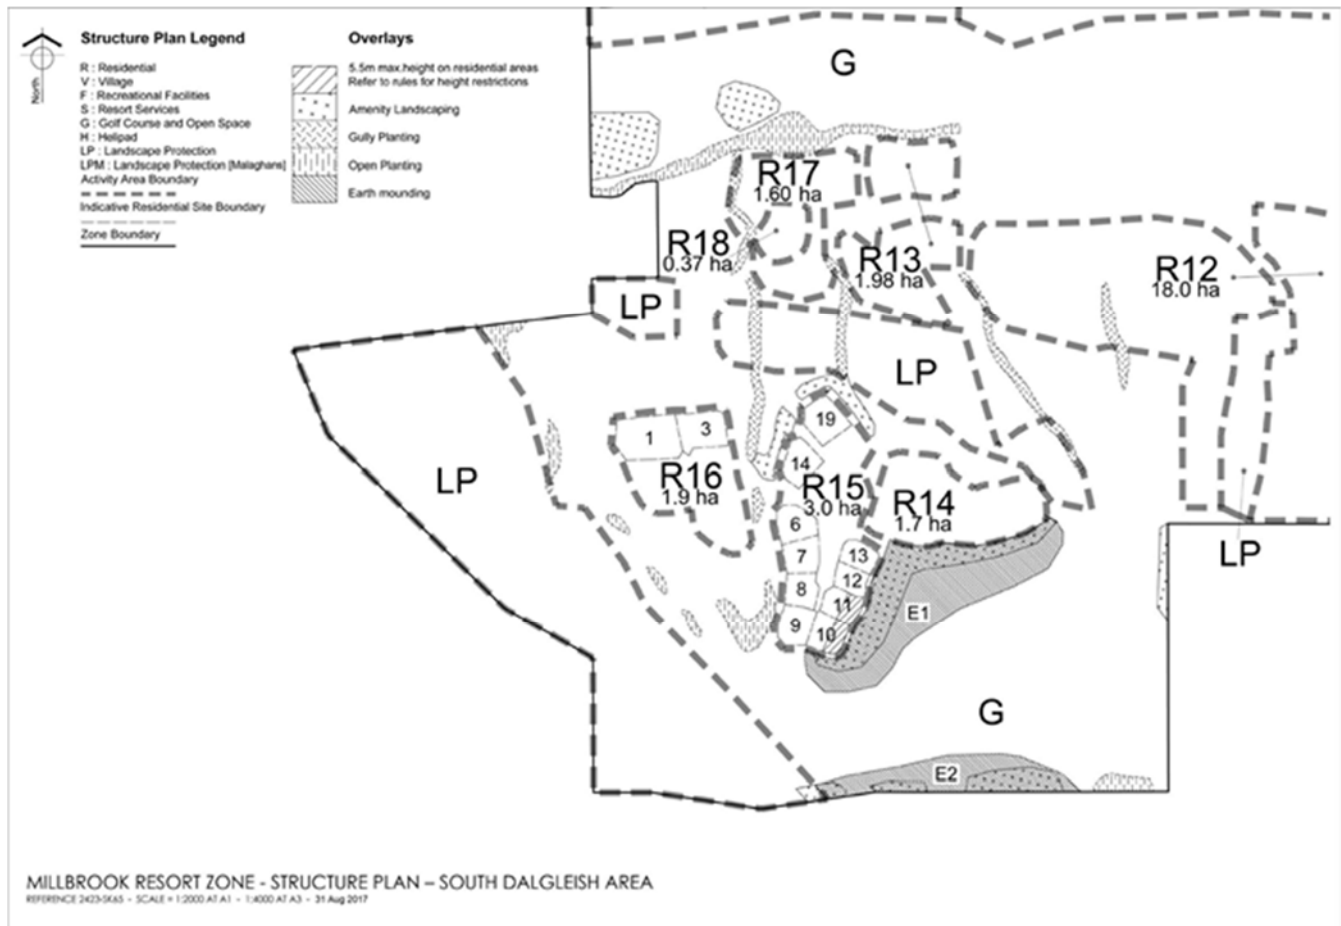 Structure Plan Legend
R : Residential
V : Village
F : Recreational Facilities
S : Resort Services
G : Golf Course and Open Space
H : Helipad
LP : Landscape Protection
LPM : Landscape Protection [Malaghans]
Activity Area Boundary
Indicative Residential Site Boundary
Zone Boundary
North
Overlays
5.5m max.height on residential areas
Refer to rules for height restrictions
Amenity Landscaping
Gully Planting
Open Planting
Earth mounding
G
R17
1.60 ha
R18
0.37 ha
R13
1.98 ha
R12
18.0 ha
LP
LP
19
1
3
14
LP
R16
1.9 ha
R15
3.0 ha
R14
1.7 ha
6
7
13
LP
8
12
11
9
10
E1
G
E2
MILLBROOK RESORT ZONE - STRUCTURE PLAN – SOUTH DALGLEISH AREA
REFERENCE 2423-SK65 - SCALE = 1:2000 AT A1 - 1:4000 AT A3 - 31 Aug 2017